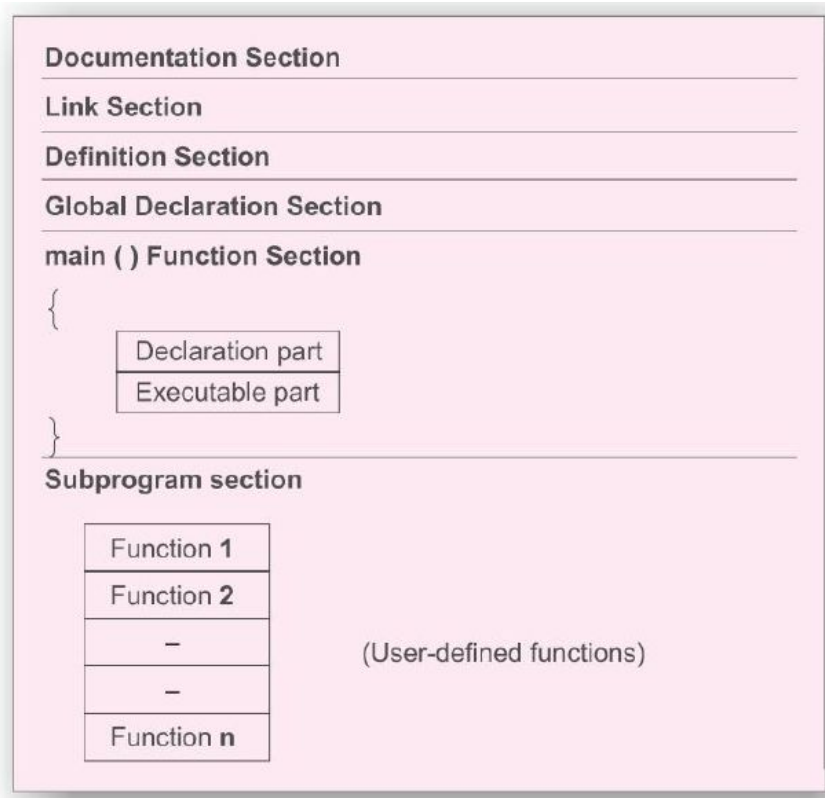 Documentation Section
Link Section
Definition Section
Global Declaration Section
main ( ) Function Section
{
Declaration part
Executable part
}
Subprogram section
Function 1
Function 2
–
(User-defined functions)
–
Function n